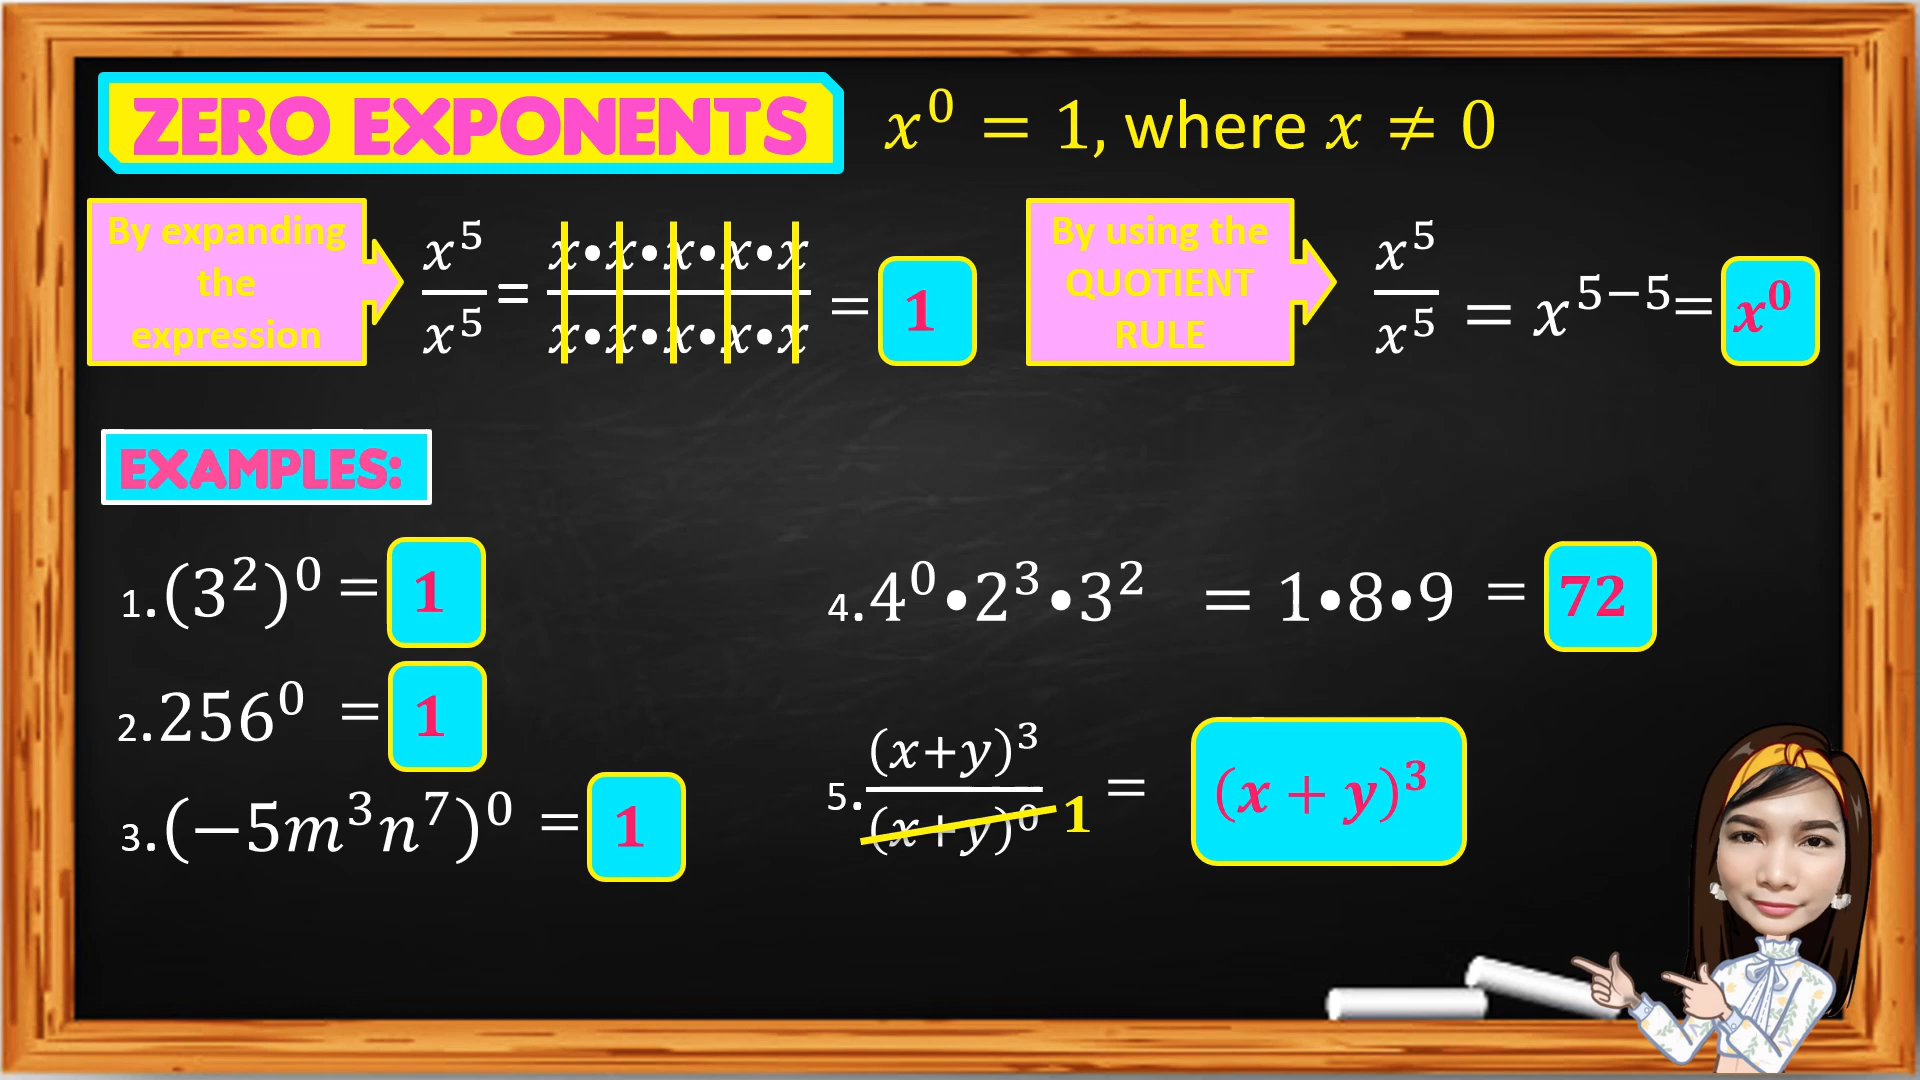 ZERO EXPONENTS
x⁰ = 1, where x ≠ 0
By expanding
the
expression
x⁵/x⁵ = x•x•x•x•x/x•x•x•x•x = 1
By using the
QUOTIENT
RULE
x⁵/x⁵ = x⁵⁻⁵ = x⁰
EXAMPLES:
1. (3²)⁰ = 1
2. 256⁰ = 1
3. (−5m³n⁷)⁰ = 1
4. 4⁰•2³•3² = 1•8•9 = 72
5. (x+y)³/(x+y)⁰ 1 = (x + y)³